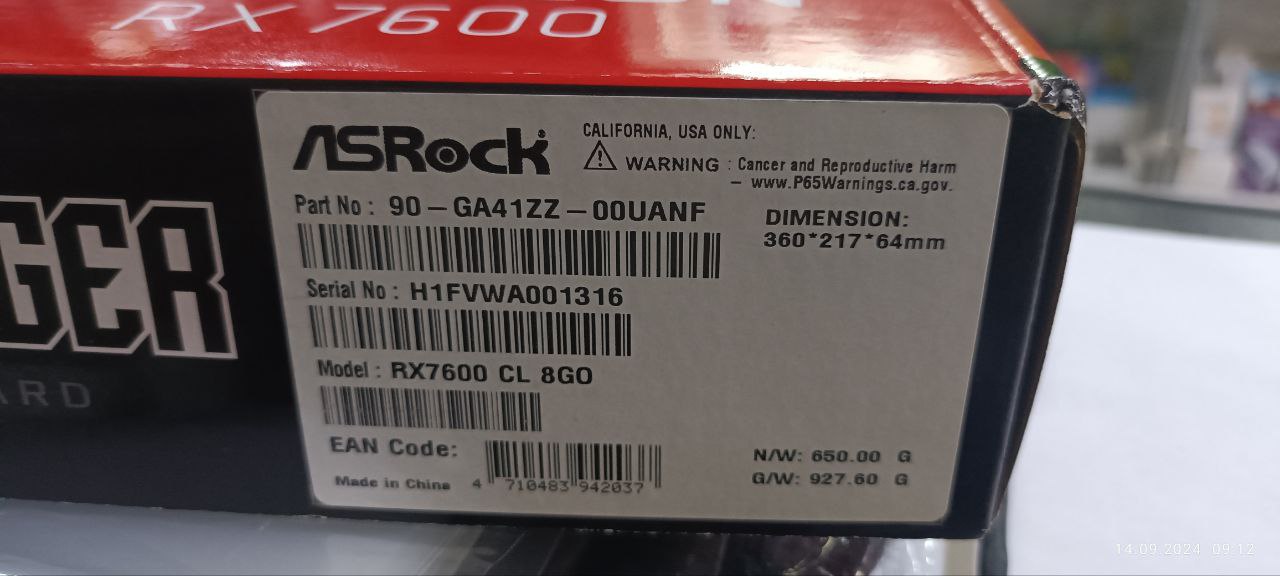 RX 7600
ASRock
CALIFORNIA, USA ONLY:
WARNING : Cancer and Reproductive Harm
– www.P65Warnings.ca.gov.
Part No : 90-GA41ZZ-00UANF
DIMENSION:
360*217*64mm
Serial No : H1FVWA001316
Model : RX7600 CL 8GO
EAN Code:
4 710483 942037
Made in China
N/W: 650.00 G
G/W: 927.60 G
GER
ARD
14.09.2024 09:12